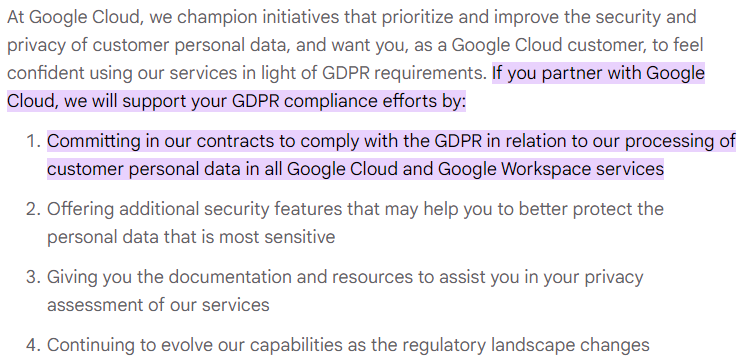 At Google Cloud, we champion initiatives that prioritize and improve the security and
privacy of customer personal data, and want you, as a Google Cloud customer, to feel
confident using our services in light of GDPR requirements. If you partner with Google
Cloud, we will support your GDPR compliance efforts by:
1. Committing in our contracts to comply with the GDPR in relation to our processing of
customer personal data in all Google Cloud and Google Workspace services
2. Offering additional security features that may help you to better protect the
personal data that is most sensitive
3. Giving you the documentation and resources to assist you in your privacy
assessment of our services
4. Continuing to evolve our capabilities as the regulatory landscape changes